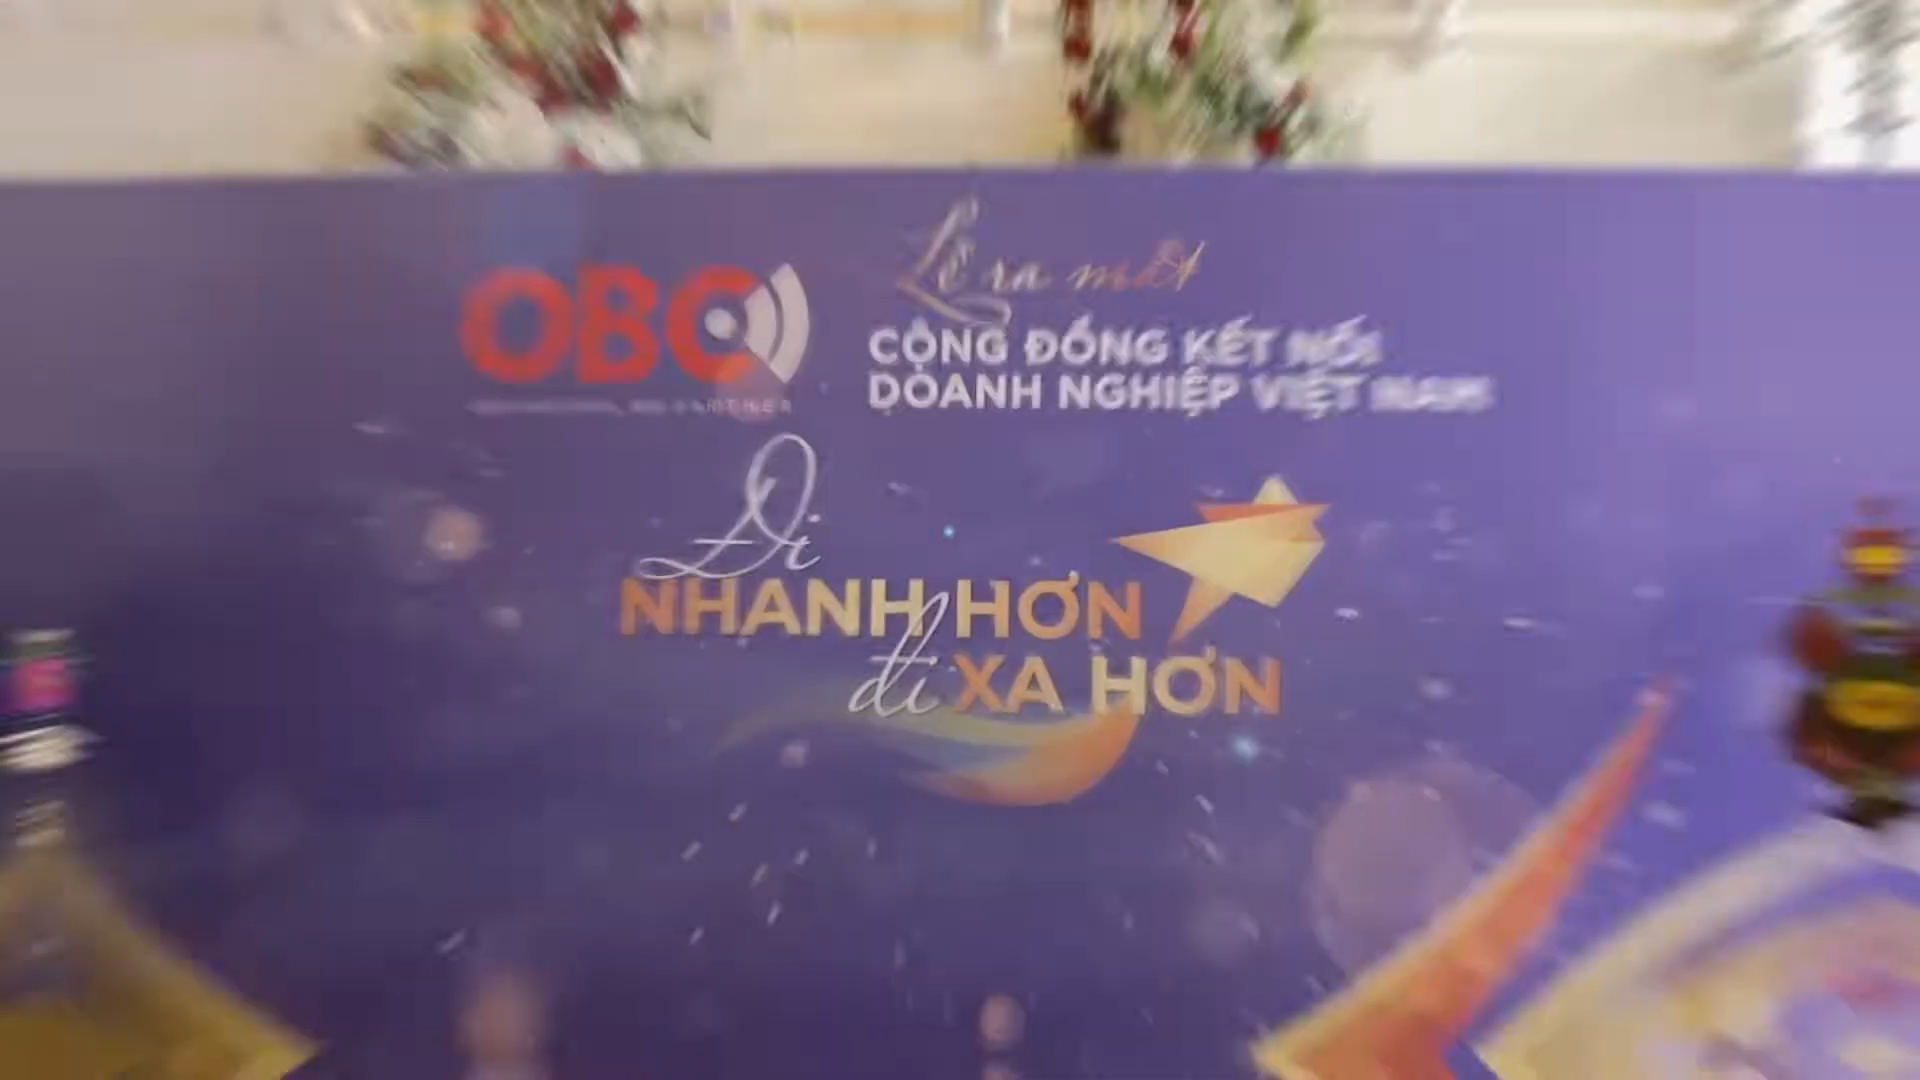 OBC
Lễ ra mắt
CỘNG ĐỒNG KẾT NỐI
DOANH NGHIỆP VIỆT NAM
Đi
NHANH HƠN
đi XA HƠN